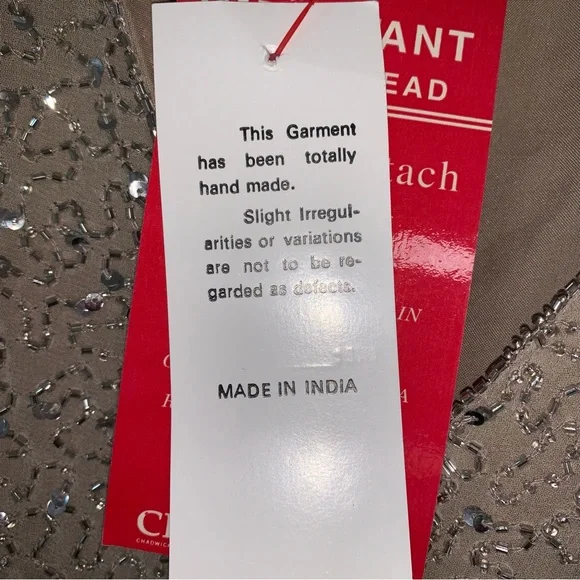 ANT
EAD
tach
This Garment
has been totally
hand made.
Slight Irregul-
arities or variations
are not to be re-
garded as defects.
IN
MADE IN INDIA
A
CH
CHADWICK